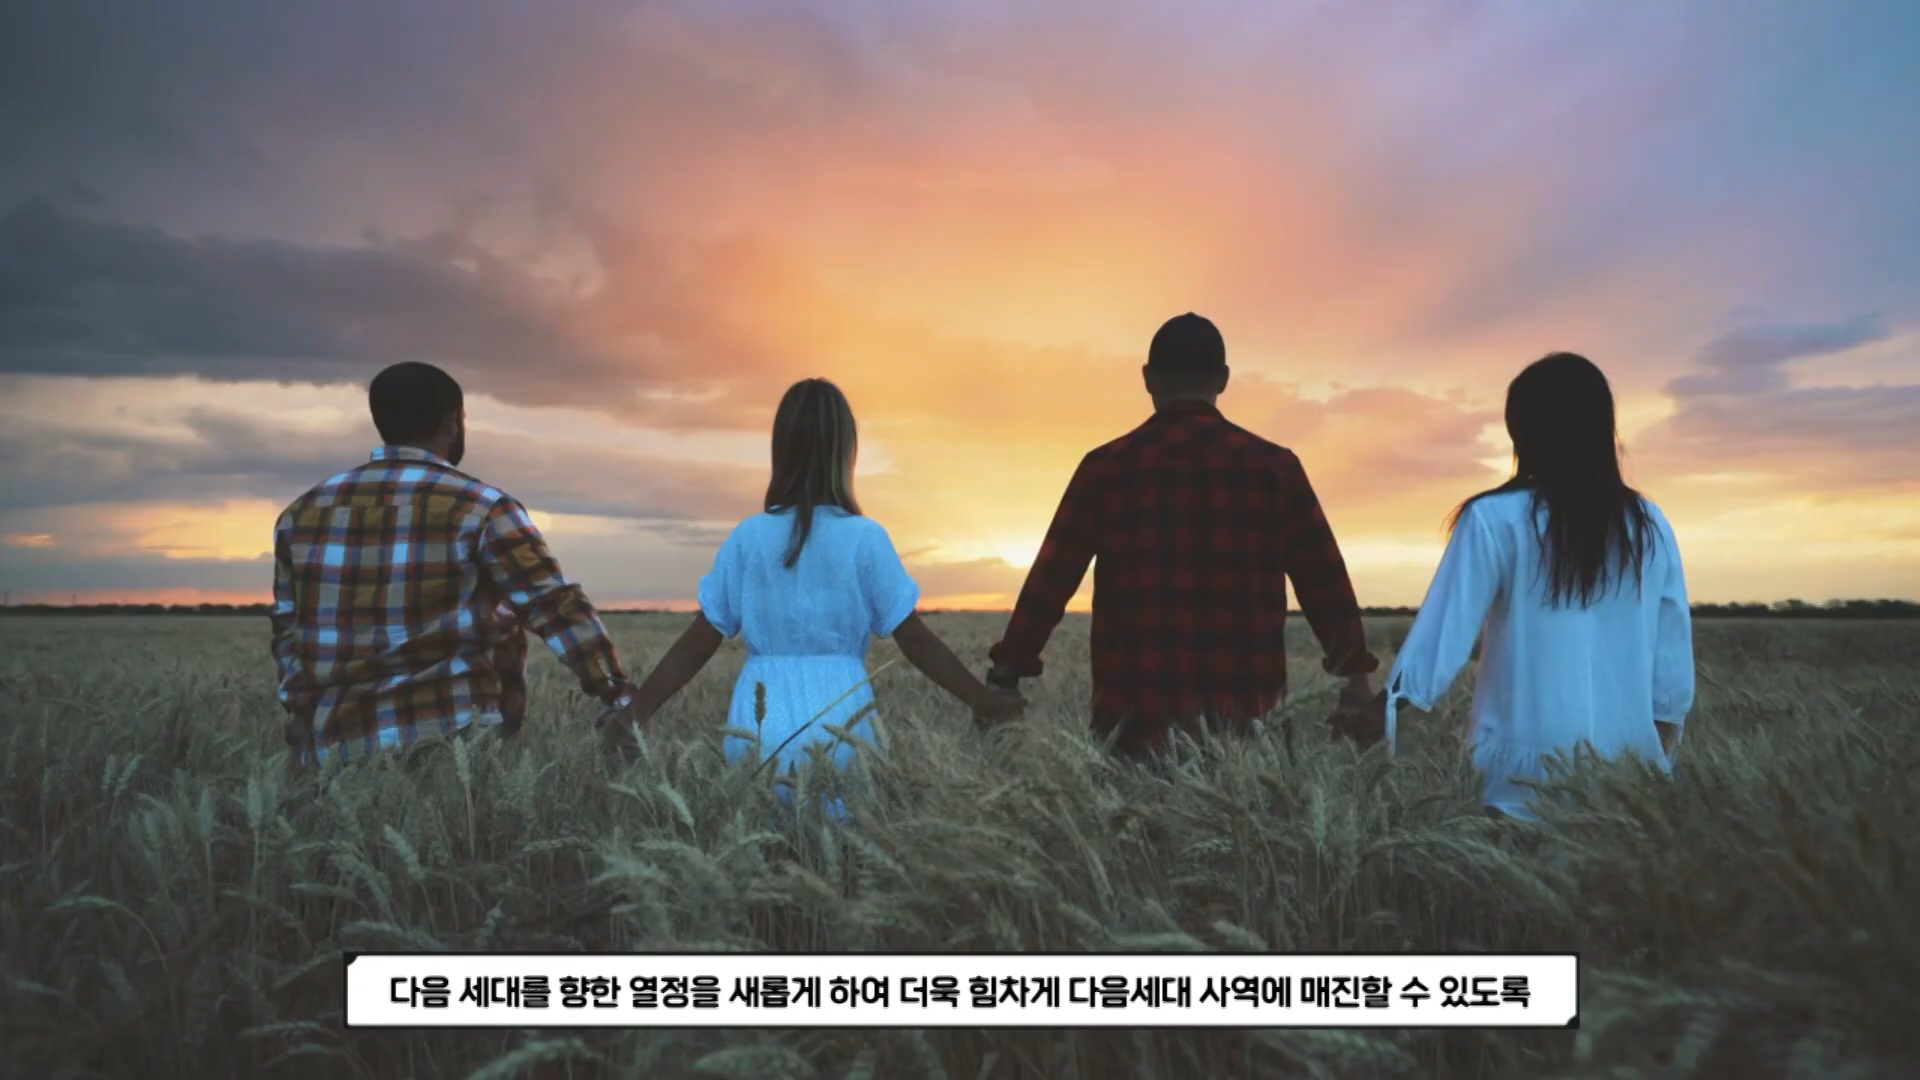 다음 세대를 향한 열정을 새롭게 하여 더욱 힘차게 다음세대 사역에 매진할 수 있도록